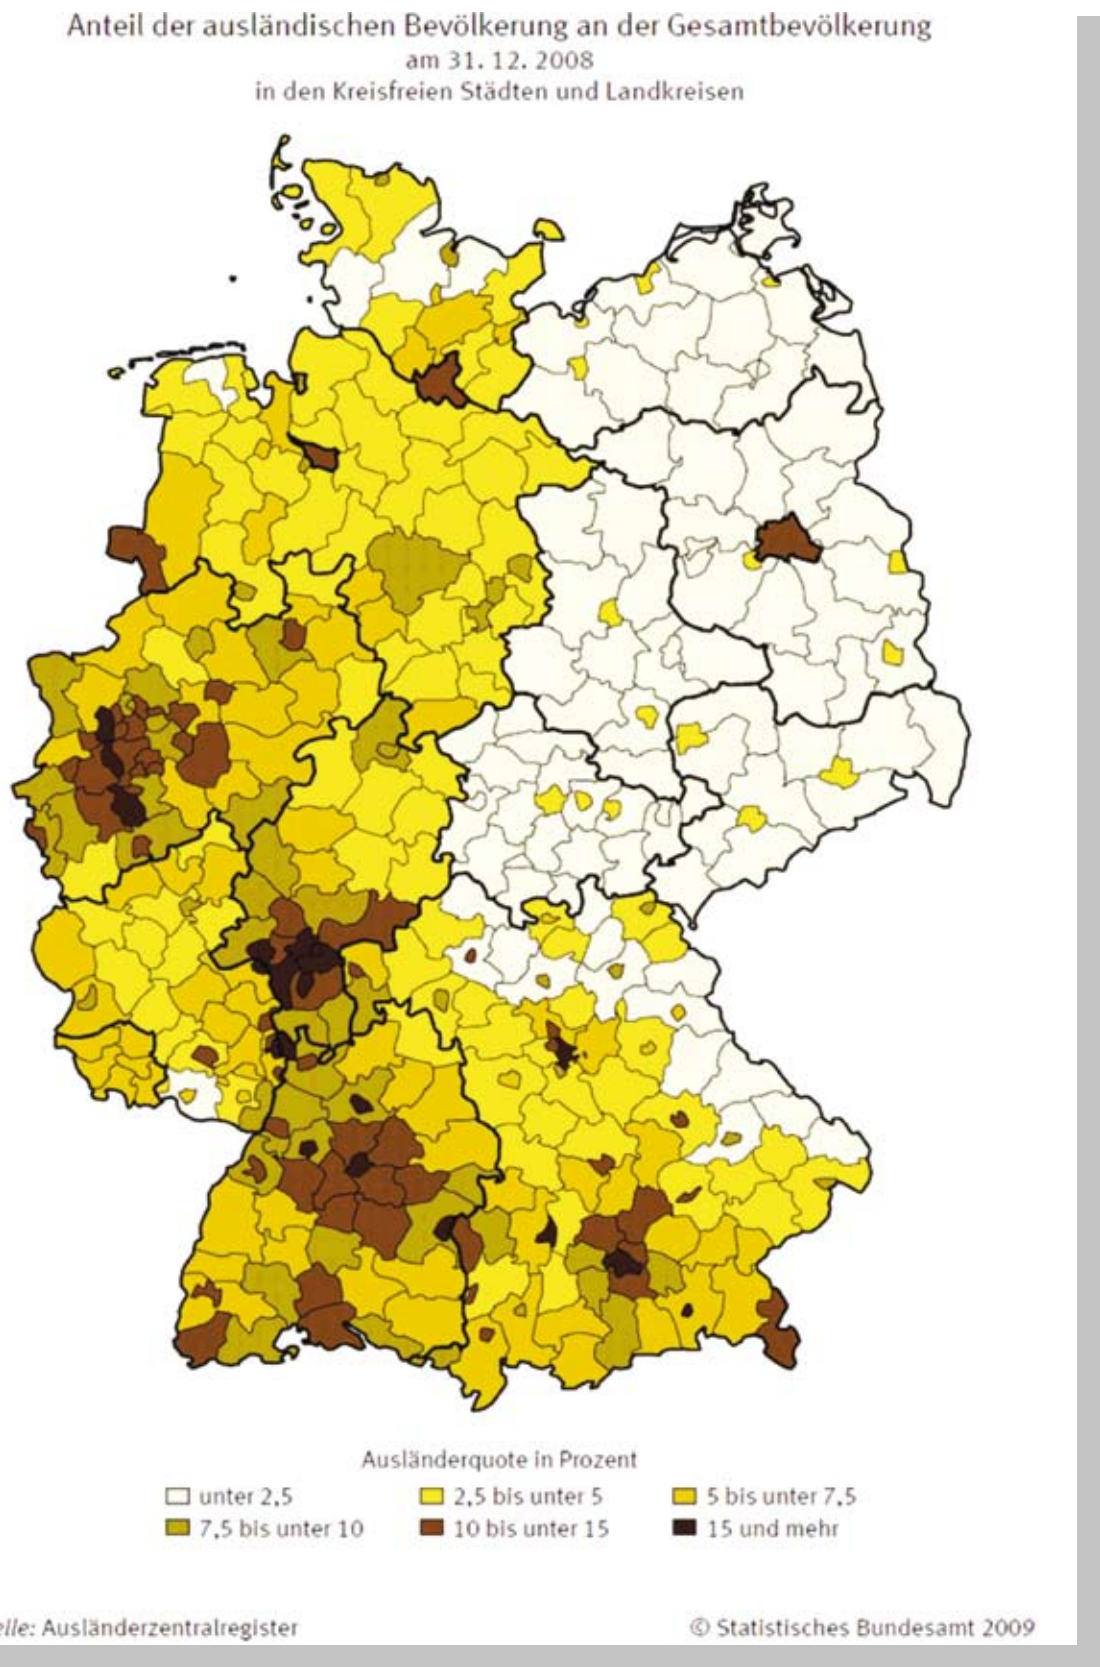 Anteil der ausländischen Bevölkerung an der Gesamtbevölkerung
am 31. 12. 2008
in den Kreisfreien Städten und Landkreisen
Ausländerquote in Prozent
unter 2,5
2,5 bis unter 5
5 bis unter 7,5
7,5 bis unter 10
10 bis unter 15
15 und mehr
elle: Ausländerzentralregister
© Statistisches Bundesamt 2009